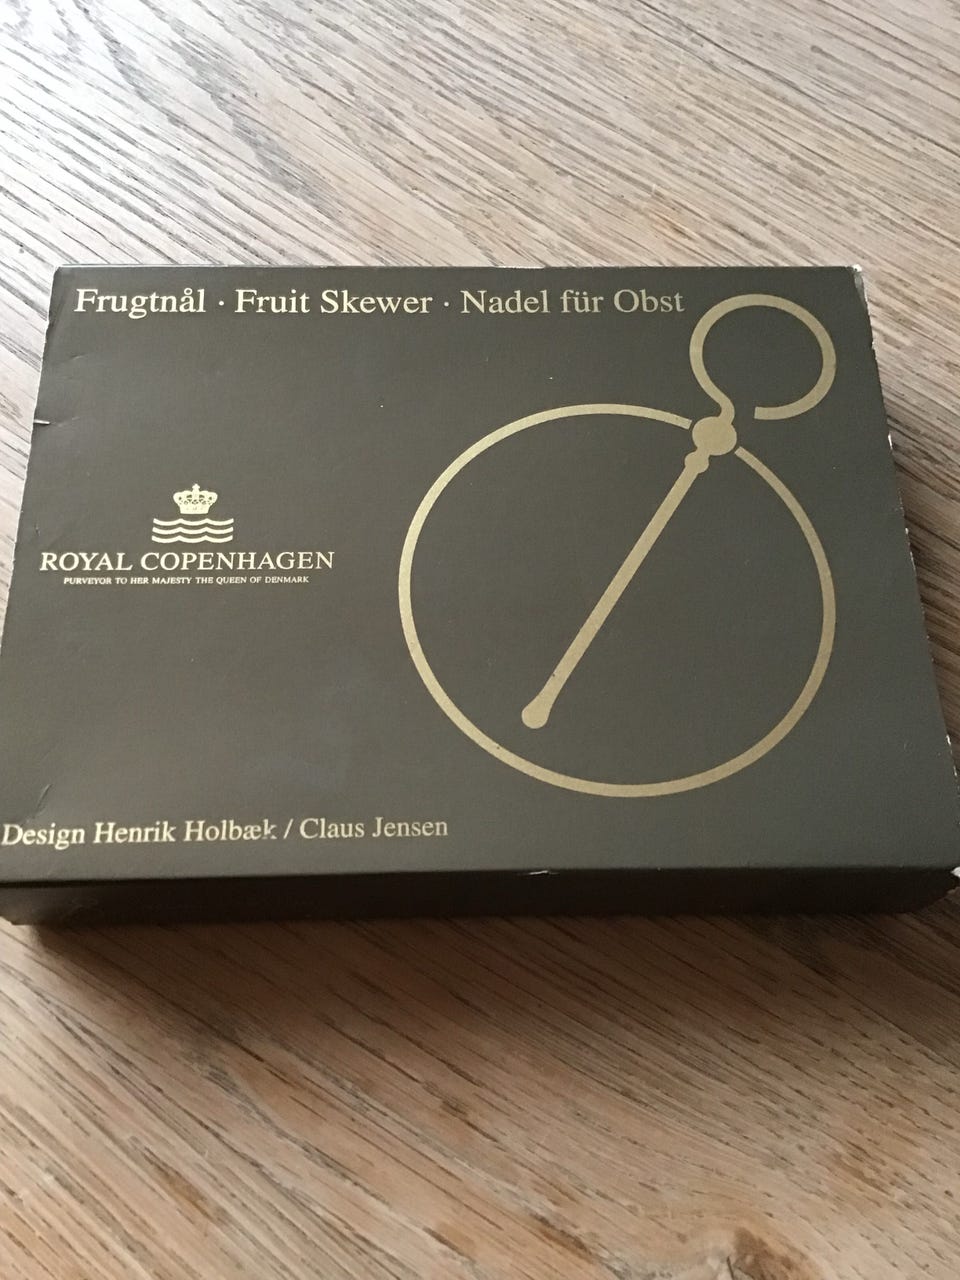 Frugtnål · Fruit Skewer · Nadel für Obst
ROYAL COPENHAGEN
PURVEYOR TO HER MAJESTY THE QUEEN OF DENMARK
Design Henrik Holbæk / Claus Jensen